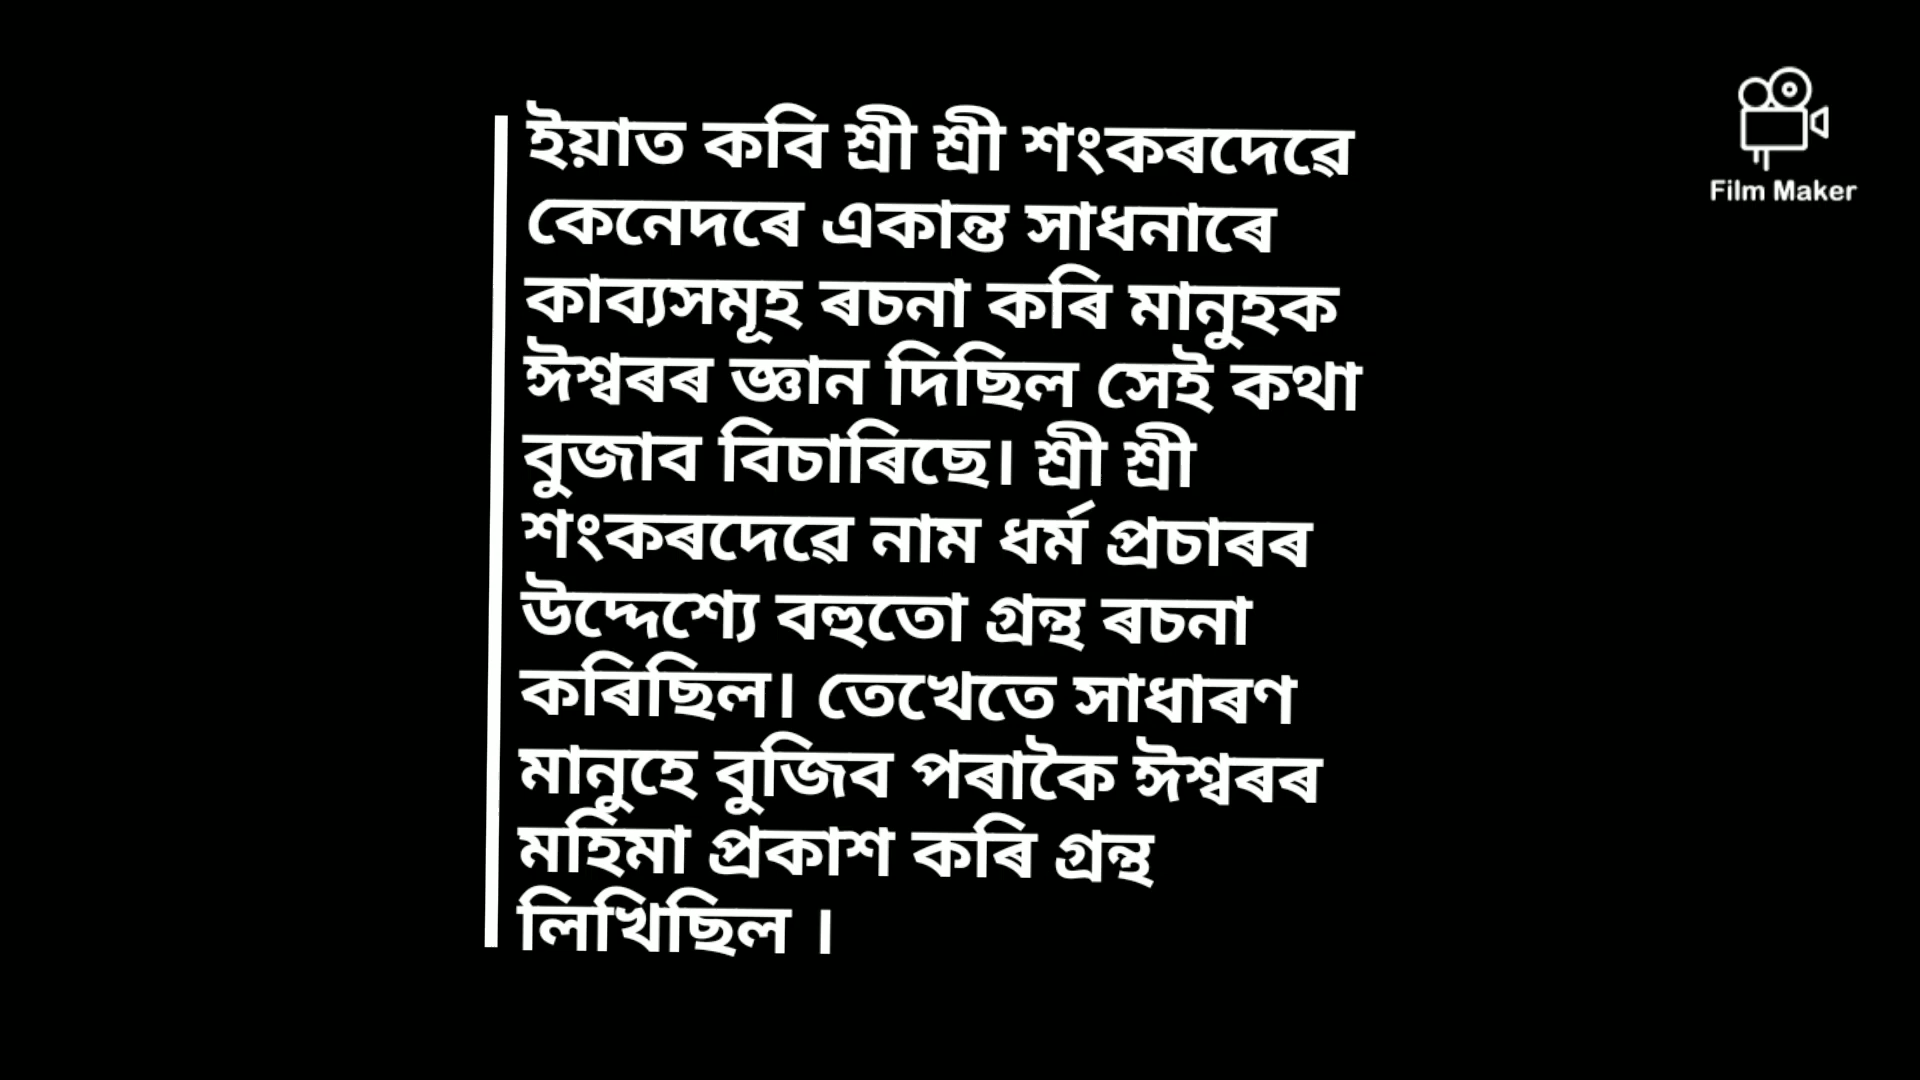 ইয়াত কবি শ্ৰী শ্ৰী শংকৰদেৱে
কেনেদৰে একান্ত সাধনাৰে
কাব্যসমূহ ৰচনা কৰি মানুহক
ঈশ্বৰৰ জ্ঞান দিছিল সেই কথা
বুজাব বিচাৰিছে। শ্ৰী শ্ৰী
শংকৰদেৱে নাম ধৰ্ম প্ৰচাৰৰ
উদ্দেশ্যে বহুতো গ্ৰন্থ ৰচনা
কৰিছিল। তেখেতে সাধাৰণ
মানুহে বুজিব পৰাকৈ ঈশ্বৰৰ
মহিমা প্ৰকাশ কৰি গ্ৰন্থ
লিখিছিল ।
Film Maker